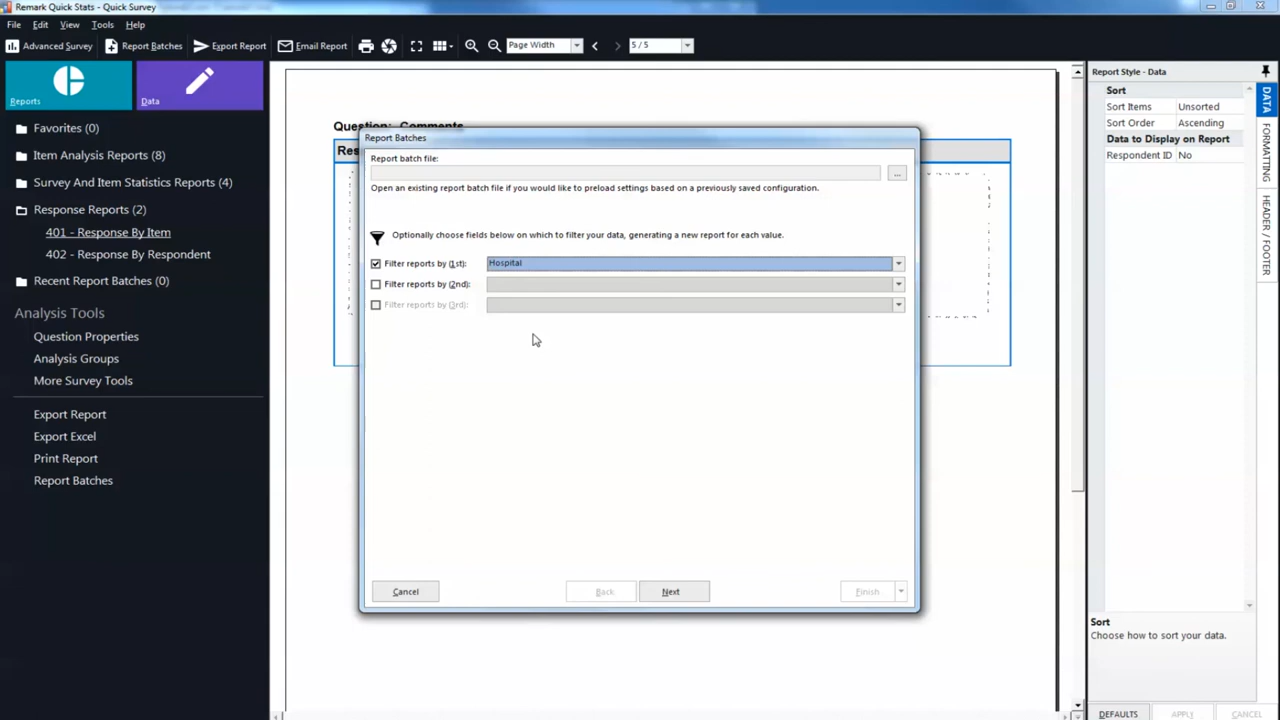 Remark Quick Stats - Quick Survey
File Edit View Tools Help
Advanced Survey Report Batches Export Report Email Report Page Width 5 / 5
Reports Data
Favorites (0)
Item Analysis Reports (8)
Survey And Item Statistics Reports (4)
Response Reports (2)
401 - Response By Item
402 - Response By Respondent
Recent Report Batches (0)
Analysis Tools
Question Properties
Analysis Groups
More Survey Tools
Export Report
Export Excel
Print Report
Report Batches
Question: Comments
Res
Report Batches
Report batch file:
...
Open an existing report batch file if you would like to preload settings based on a previously saved configuration.
Optionally choose fields below on which to filter your data, generating a new report for each value.
Filter reports by (1st): Hospital
Filter reports by (2nd):
Filter reports by (3rd):
Cancel Back Next Finish
Report Style - Data
Sort
Sort Items Unsorted
Sort Order Ascending
Data to Display on Report
Respondent ID No
DATA
FORMATTING
HEADER / FOOTER
Sort
Choose how to sort your data.
DEFAULTS APPLY CANCEL